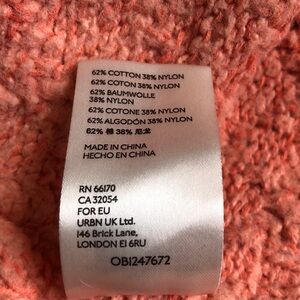 62% COTTON 38% NYLON
62% COTON 38% NYLON
62% BAUMWOLLE
38% NYLON
62% COTONE 38% NYLON
62% ALGODÓN 38% NYLON
62% 棉 38% 尼龙
MADE IN CHINA
HECHO EN CHINA
RN 66170
CA 32054
FOR EU
URBN UK Ltd.
146 Brick Lane,
LONDON E1 6RU
OB1247672